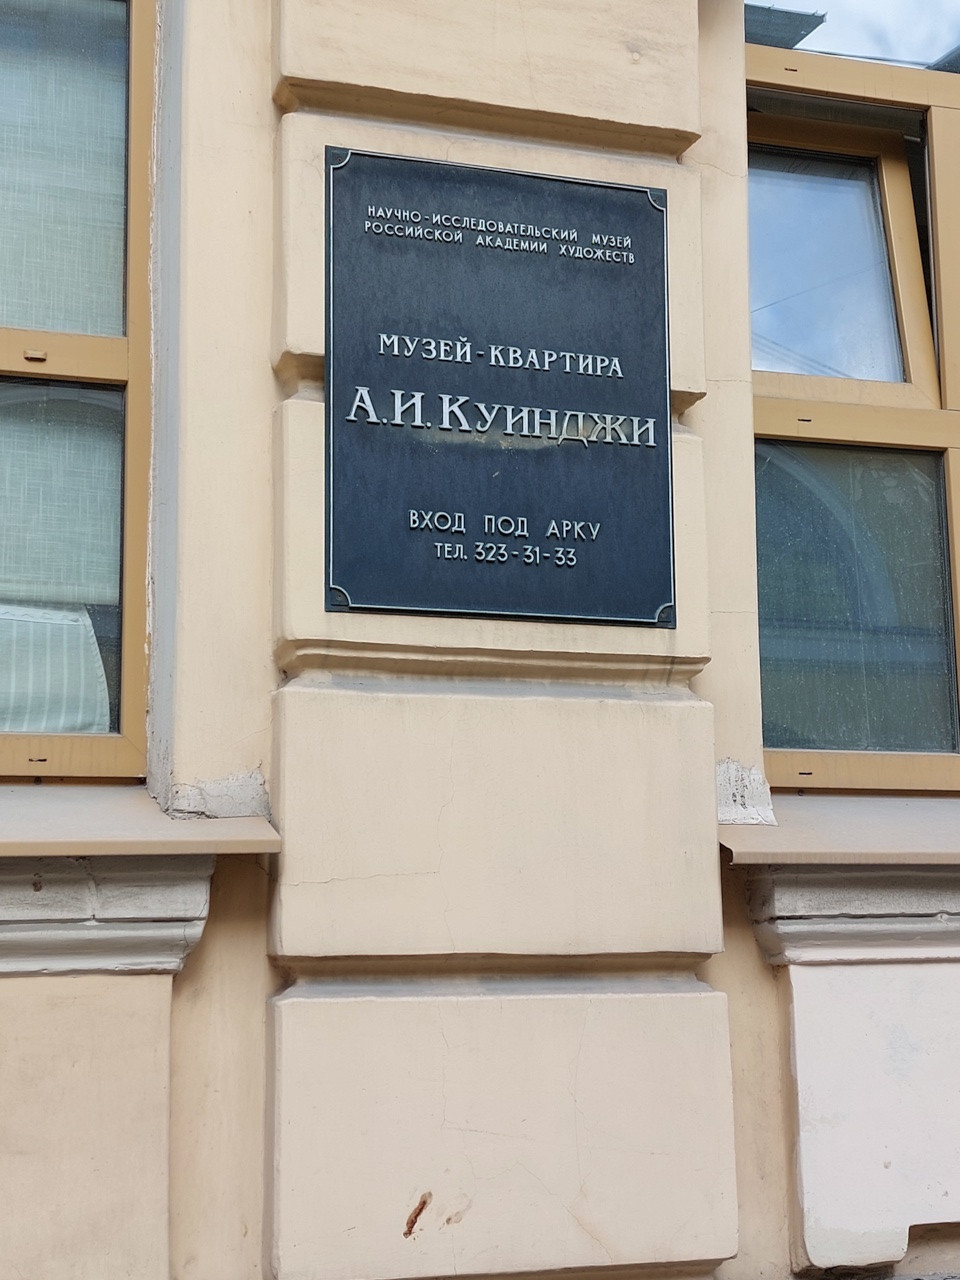 НАУЧНО-ИССЛЕДОВАТЕЛЬСКИЙ МУЗЕЙ
РОССИЙСКОЙ АКАДЕМИИ ХУДОЖЕСТВ
МУЗЕЙ-КВАРТИРА
А.И.КУИНДЖИ
ВХОД ПОД АРКУ
ТЕЛ. 323-31-33